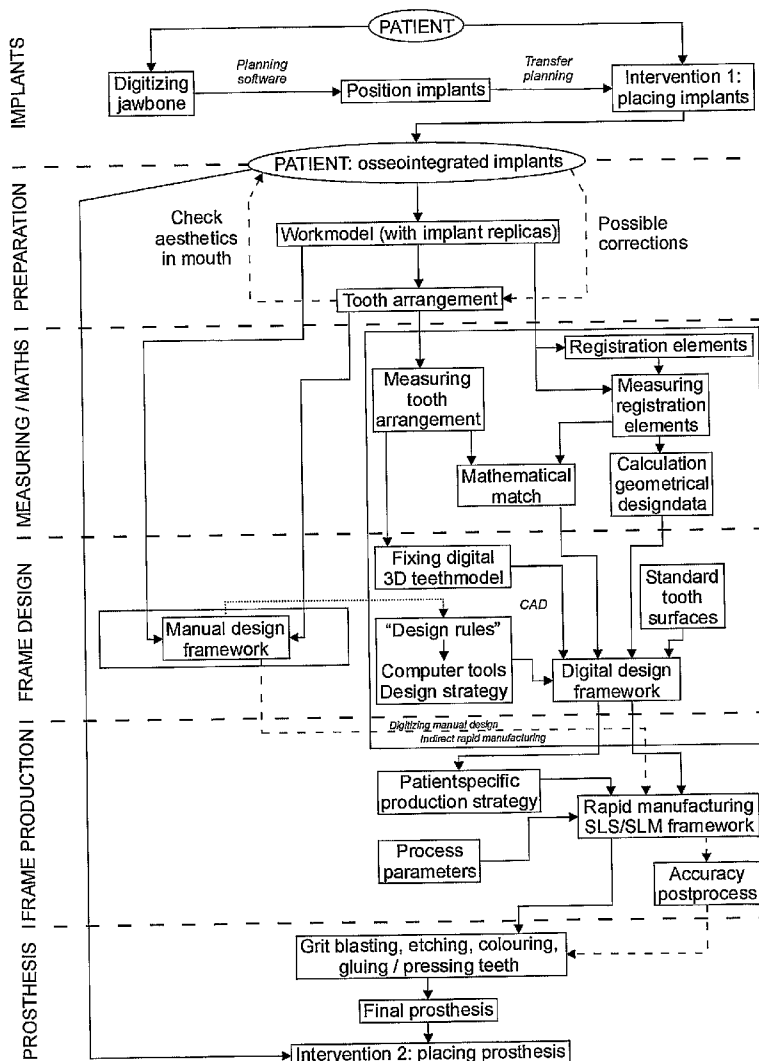 PATIENT
IMPLANTS
Digitizing
jawbone
Planning
software
Position implants
Transfer
planning
Intervention 1:
placing implants
PATIENT: osseointegrated implants
PREPARATION
Check
aesthetics
in mouth
Workmodel (with implant replicas)
Possible
corrections
Tooth arrangement
MEASURING / MATHS
Registration elements
Measuring
tooth
arrangement
Measuring
registration
elements
Mathematical
match
Calculation
geometrical
designdata
FRAME DESIGN
Fixing digital
3D teethmodel
CAD
Standard
tooth
surfaces
Manual design
framework
"Design rules"
Computer tools
Design strategy
Digital design
framework
FRAME PRODUCTION
Digitizing manual design
Indirect rapid manufacturing
Patientspecific
production strategy
Rapid manufacturing
SLS/SLM framework
Process
parameters
Accuracy
postprocess
PROSTHESIS
Grit blasting, etching, colouring,
gluing / pressing teeth
Final prosthesis
Intervention 2: placing prosthesis